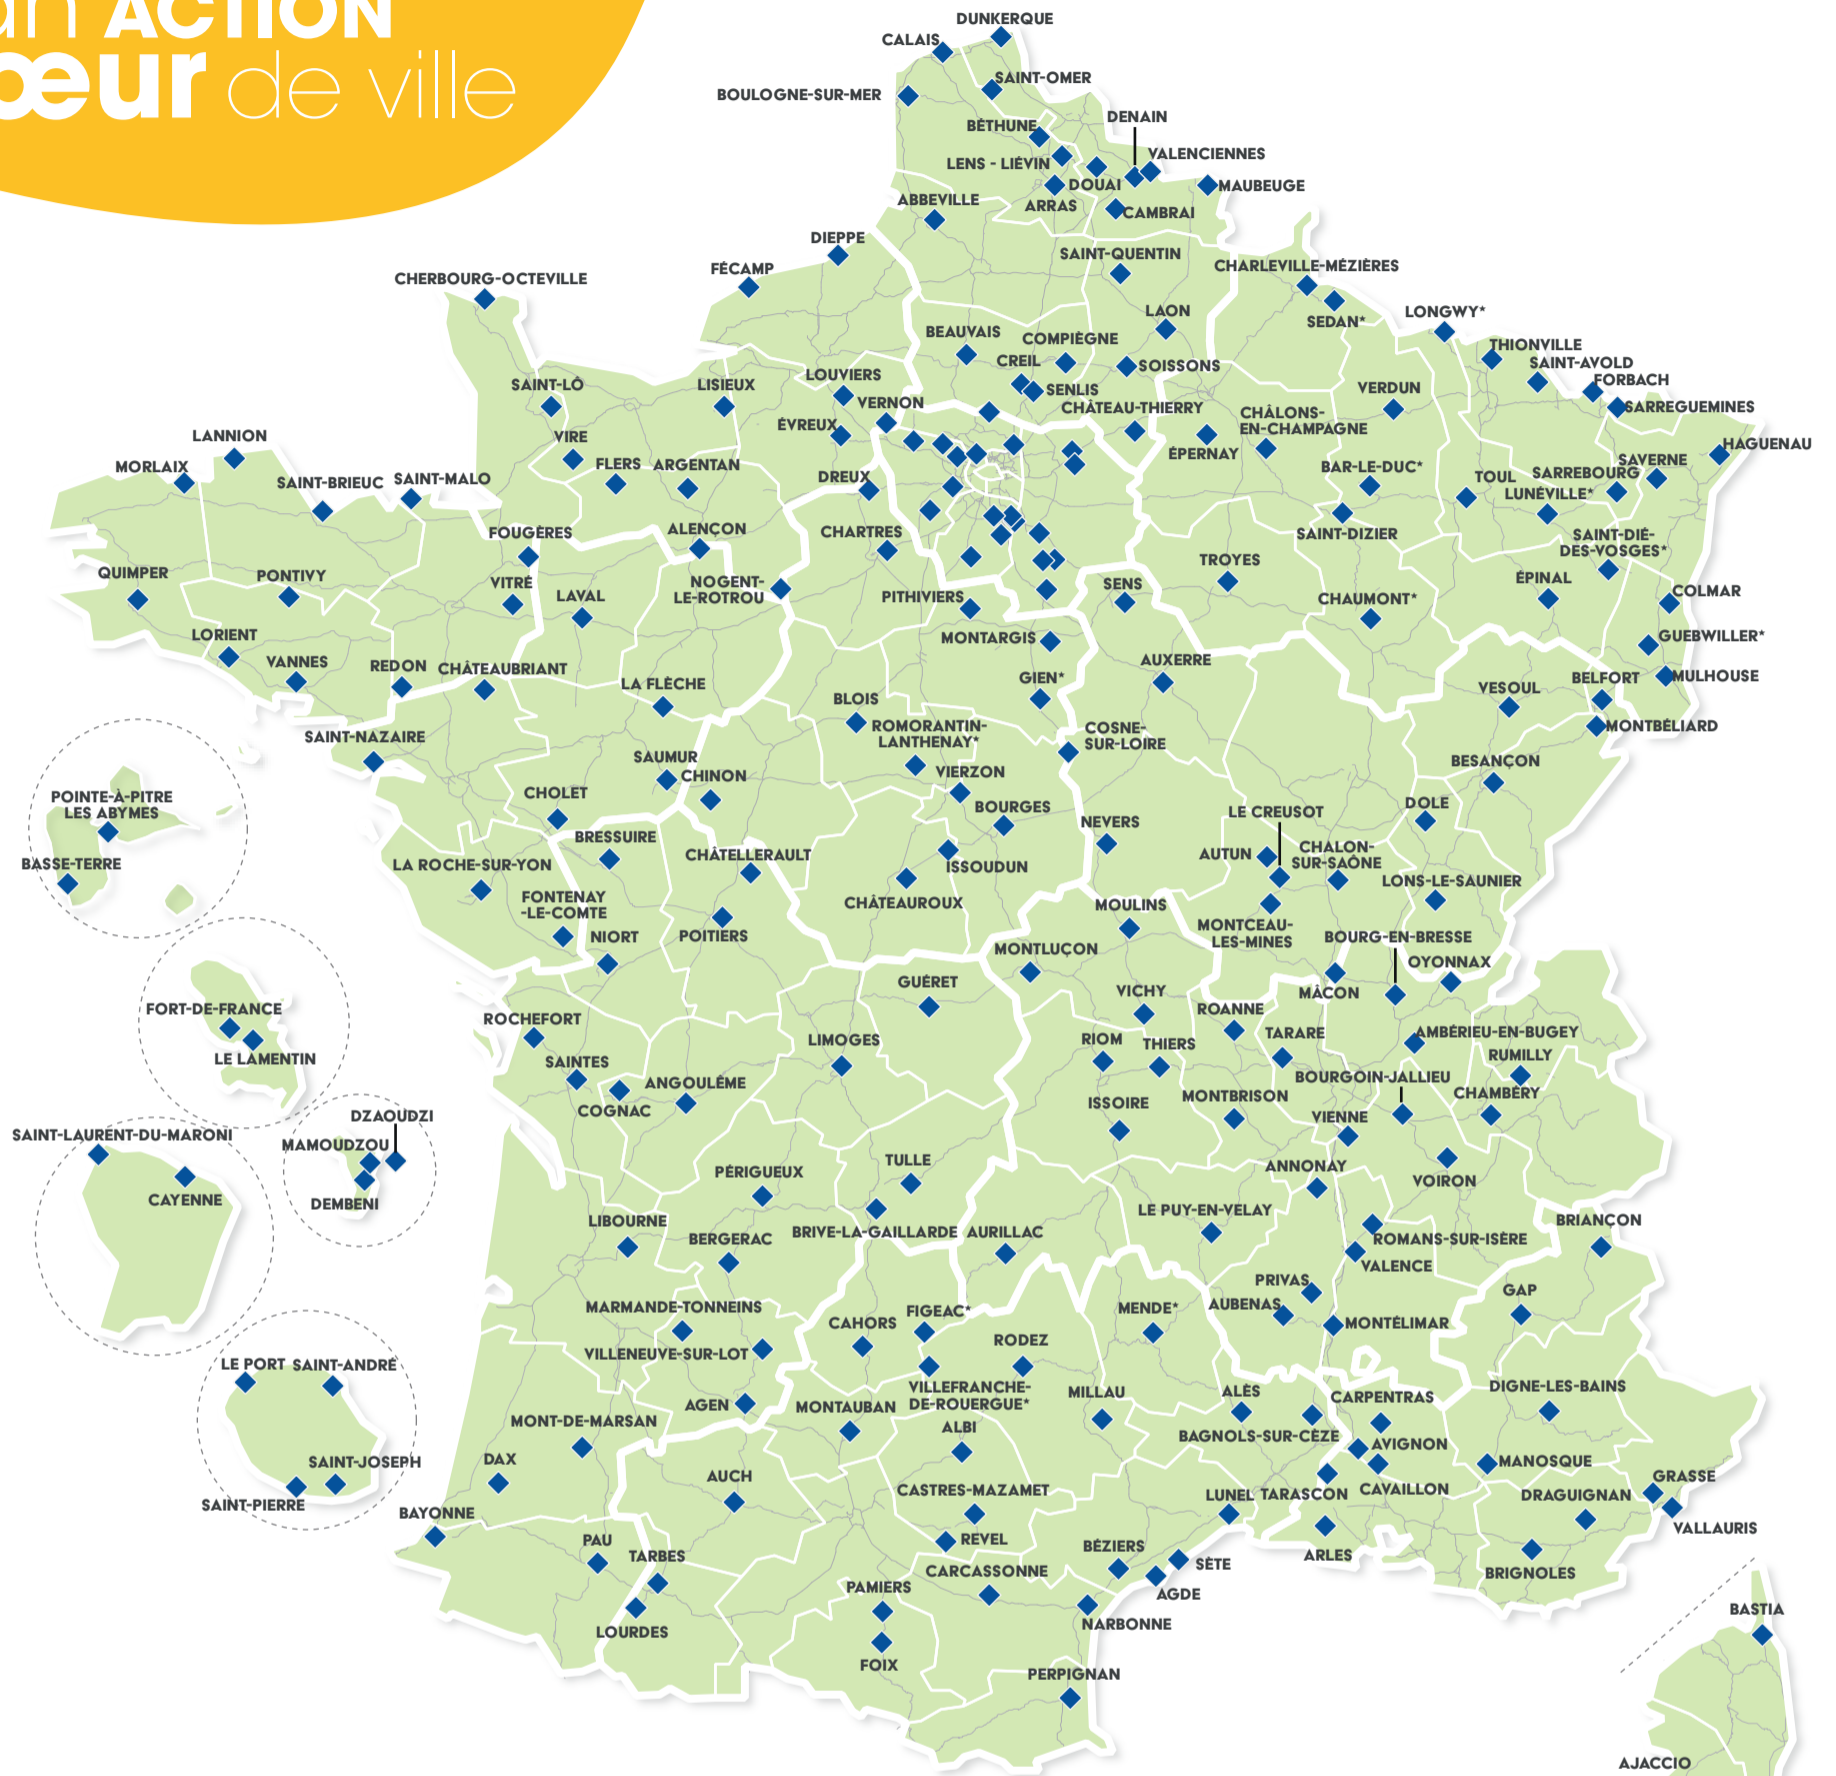 an ACTION
cœur de ville
DUNKERQUE
CALAIS
SAINT-OMER
BOULOGNE-SUR-MER
DENAIN
BÉTHUNE
VALENCIENNES
LENS - LIÉVIN
DOUAI
MAUBEUGE
ABBEVILLE
ARRAS
CAMBRAI
DIEPPE
SAINT-QUENTIN
FÉCAMP
CHARLEVILLE-MÉZIÈRES
CHERBOURG-OCTEVILLE
LAON
SEDAN*
LONGWY*
BEAUVAIS
COMPIÈGNE
THIONVILLE
CREIL
SOISSONS
SAINT-AVOLD
LOUVIERS
SENLIS
FORBACH
SAINT-LÔ
LISIEUX
VERNON
CHÂTEAU-THIERRY
VERDUN
SARREGUEMINES
ÉVREUX
CHÂLONS-
EN-CHAMPAGNE
LANNION
VIRE
HAGUENAU
MORLAIX
FLERS
ARGENTAN
ÉPERNAY
SAVERNE
SAINT-BRIEUC
SAINT-MALO
DREUX
BAR-LE-DUC*
TOUL
SARREBOURG
LUNÉVILLE*
FOUGÈRES
ALENÇON
CHARTRES
SAINT-DIZIER
SAINT-DIÉ-
DES-VOSGES*
QUIMPER
PONTIVY
VITRÉ
LAVAL
NOGENT-
LE-ROTROU
PITHIVIERS
SENS
TROYES
CHAUMONT*
ÉPINAL
COLMAR
LORIENT
MONTARGIS
GUEBWILLER*
VANNES
REDON
CHÂTEAUBRIANT
LA FLÈCHE
GIEN*
AUXERRE
VESOUL
BELFORT
MULHOUSE
BLOIS
ROMORANTIN-
LANTHENAY*
COSNE-
SUR-LOIRE
MONTBÉLIARD
SAINT-NAZAIRE
SAUMUR
CHINON
VIERZON
BESANÇON
POINTE-À-PITRE
LES ABYMES
CHOLET
BOURGES
NEVERS
LE CREUSOT
DOLE
BASSE-TERRE
BRESSUIRE
CHÂTELLERAULT
ISSOUDUN
AUTUN
CHALON-
SUR-SAÔNE
LA ROCHE-SUR-YON
FONTENAY
-LE-COMTE
CHÂTEAUROUX
MOULINS
LONS-LE-SAUNIER
NIORT
POITIERS
MONTCEAU-
LES-MINES
BOURG-EN-BRESSE
MONTLUÇON
OYONNAX
GUÉRET
VICHY
MÂCON
FORT-DE-FRANCE
ROCHEFORT
LIMOGES
ROANNE
TARARE
AMBÉRIEU-EN-BUGEY
LE LAMENTIN
SAINTES
RIOM
THIERS
RUMILLY
ANGOULÊME
BOURGOIN-JALLIEU
CHAMBÉRY
COGNAC
ISSOIRE
MONTBRISON
VIENNE
DZAOUDZI
SAINT-LAURENT-DU-MARONI
MAMOUDZOU
PÉRIGUEUX
TULLE
ANNONAY
VOIRON
CAYENNE
DEMBENI
LIBOURNE
BERGERAC
BRIVE-LA-GAILLARDE
AURILLAC
LE PUY-EN-VELAY
ROMANS-SUR-ISÈRE
BRIANÇON
VALENCE
PRIVAS
GAP
MARMANDE-TONNEINS
CAHORS
FIGEAC*
MENDE*
AUBENAS
MONTÉLIMAR
VILLENEUVE-SUR-LOT
RODEZ
LE PORT
SAINT-ANDRÉ
VILLEFRANCHE-
DE-ROUERGUE*
MILLAU
ALÈS
CARPENTRAS
DIGNE-LES-BAINS
AGEN
MONTAUBAN
MONT-DE-MARSAN
ALBI
BAGNOLS-SUR-CÈZE
AVIGNON
DAX
SAINT-JOSEPH
AUCH
CASTRES-MAZAMET
MANOSQUE
GRASSE
SAINT-PIERRE
LUNEL
TARASCON
CAVAILLON
DRAGUIGNAN
BAYONNE
VALLAURIS
PAU
TARBES
REVEL
BÉZIERS
ARLES
SÈTE
BRIGNOLES
CARCASSONNE
PAMIERS
AGDE
LOURDES
NARBONNE
BASTIA
FOIX
PERPIGNAN
AJACCIO